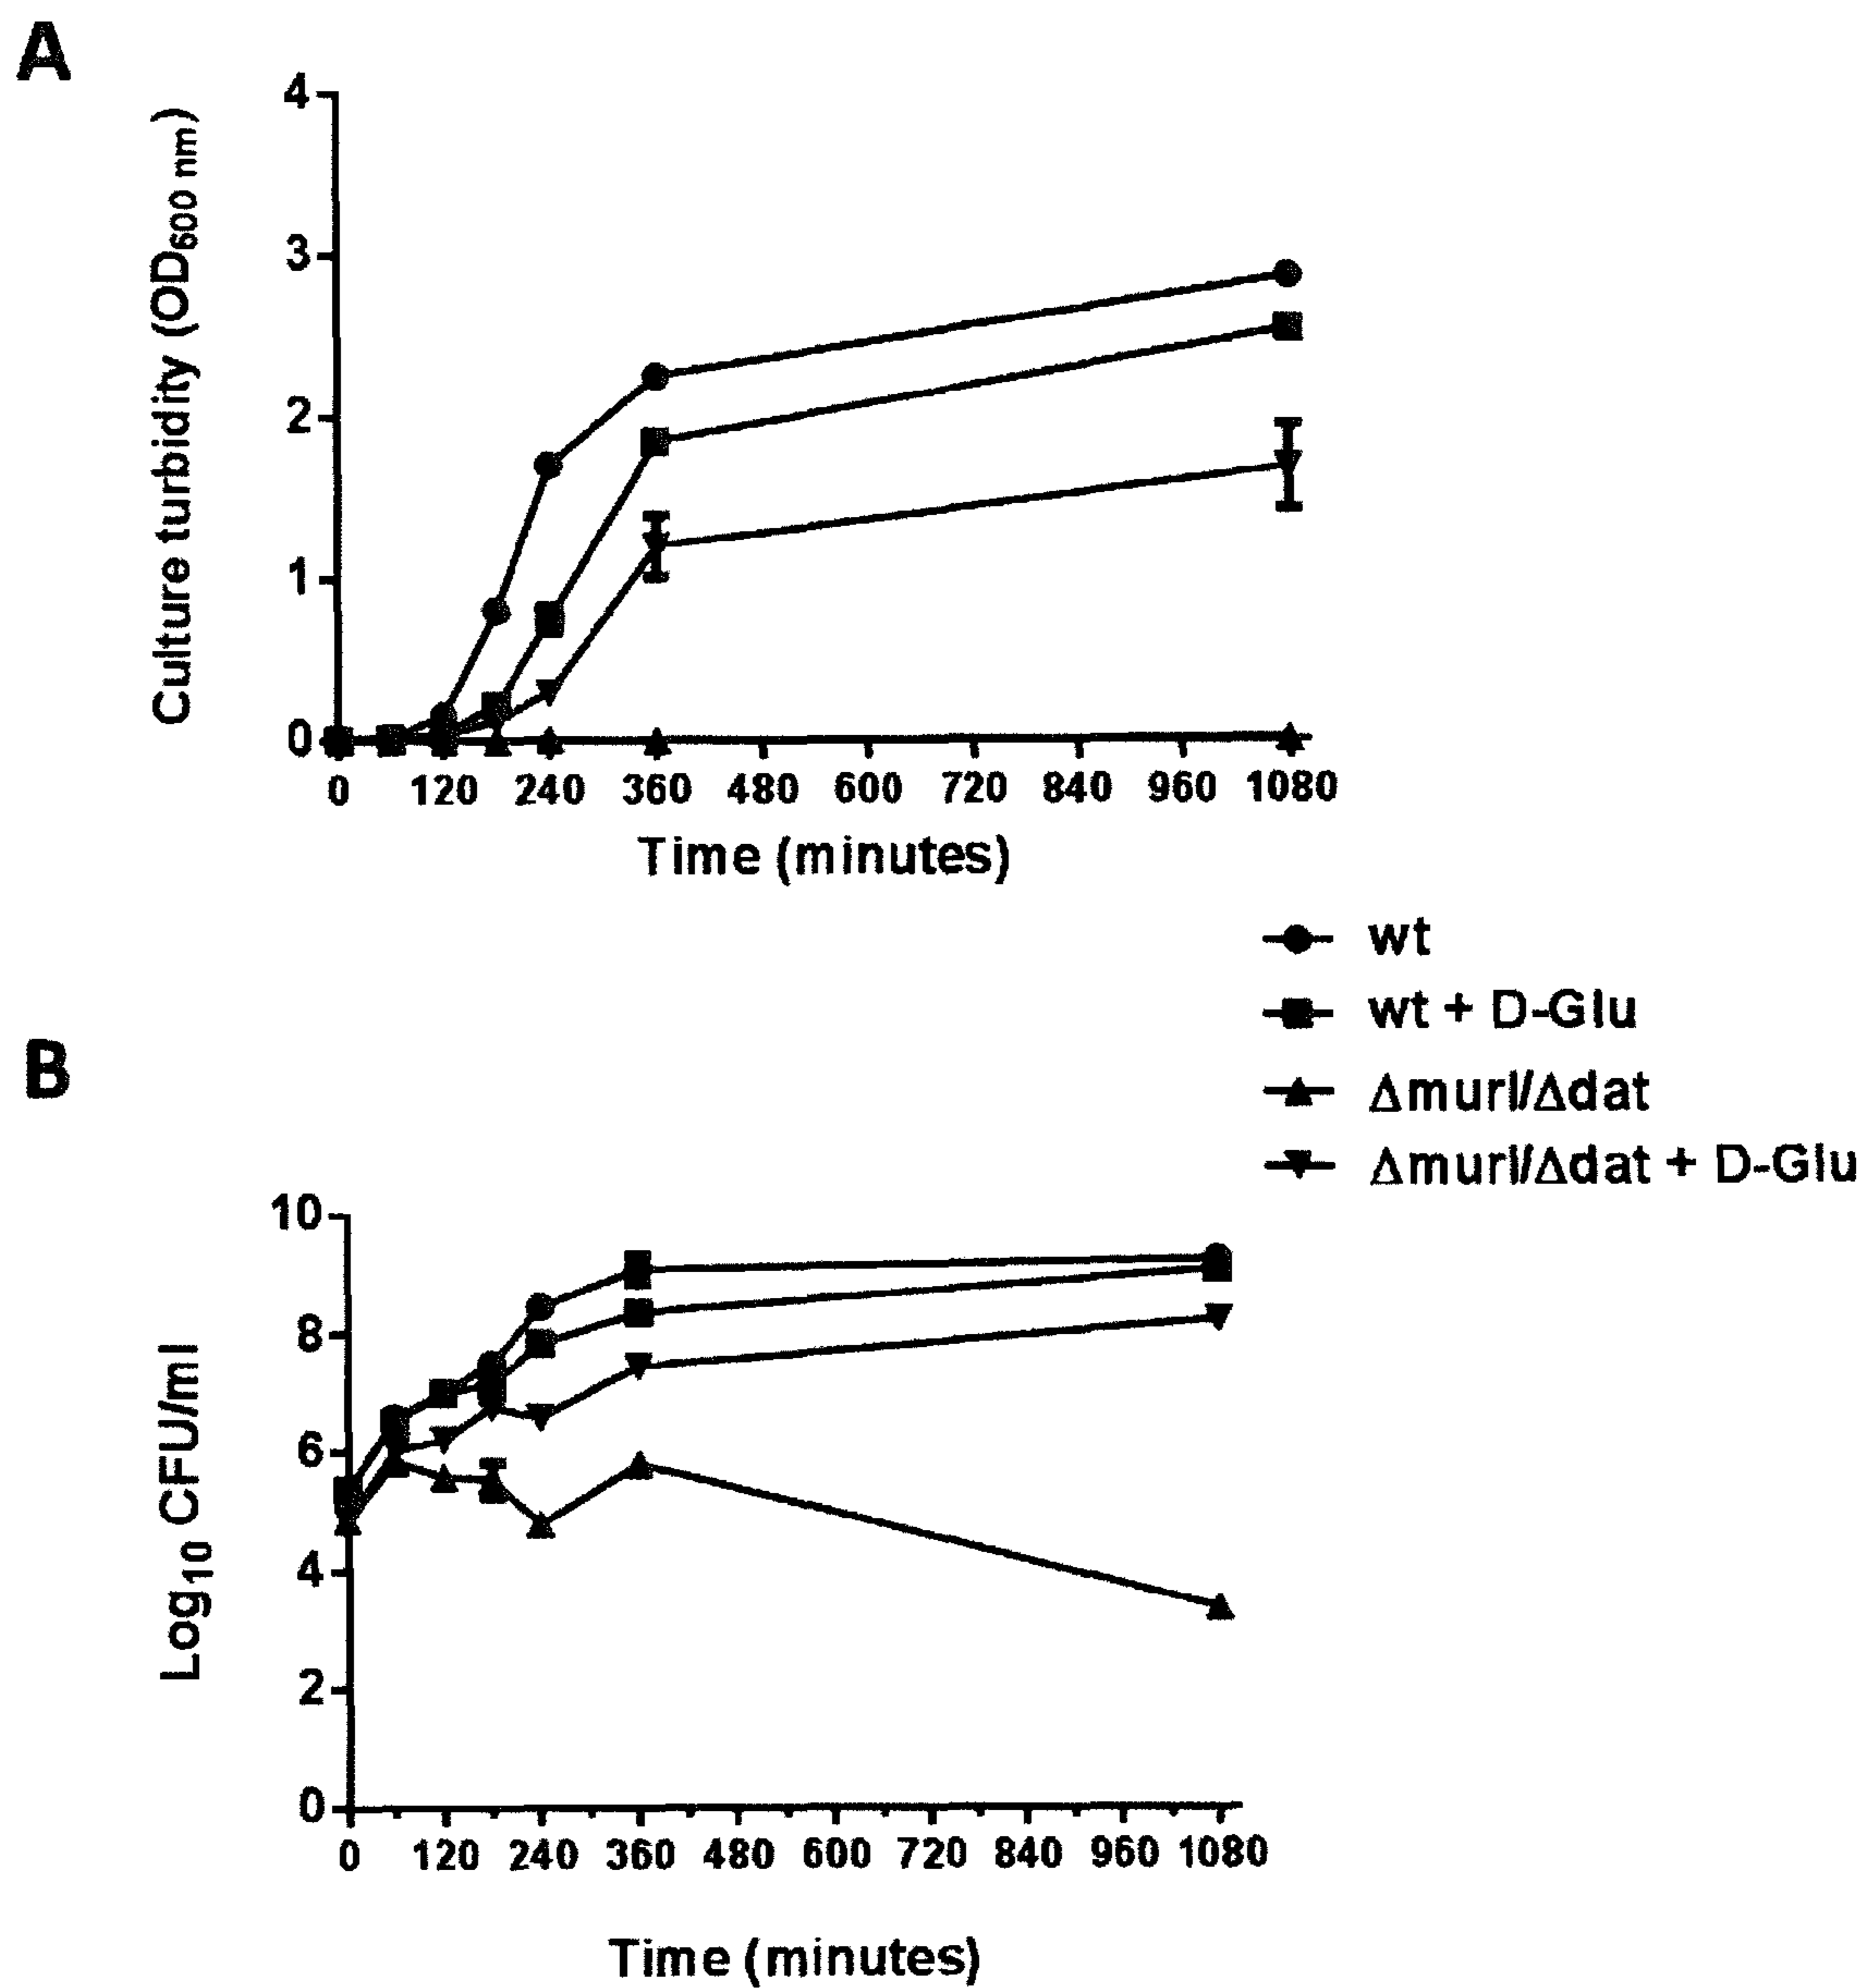 A
Culture turbidity (OD600 nm)
4
3
2
1
0
0 120 240 360 480 600 720 840 960 1080
Time (minutes)
wt
wt + D-Glu
ΔmurI/Δdat
ΔmurI/Δdat + D-Glu
B
Log10 CFU/ml
10
8
6
4
2
0
0 120 240 360 480 600 720 840 960 1080
Time (minutes)